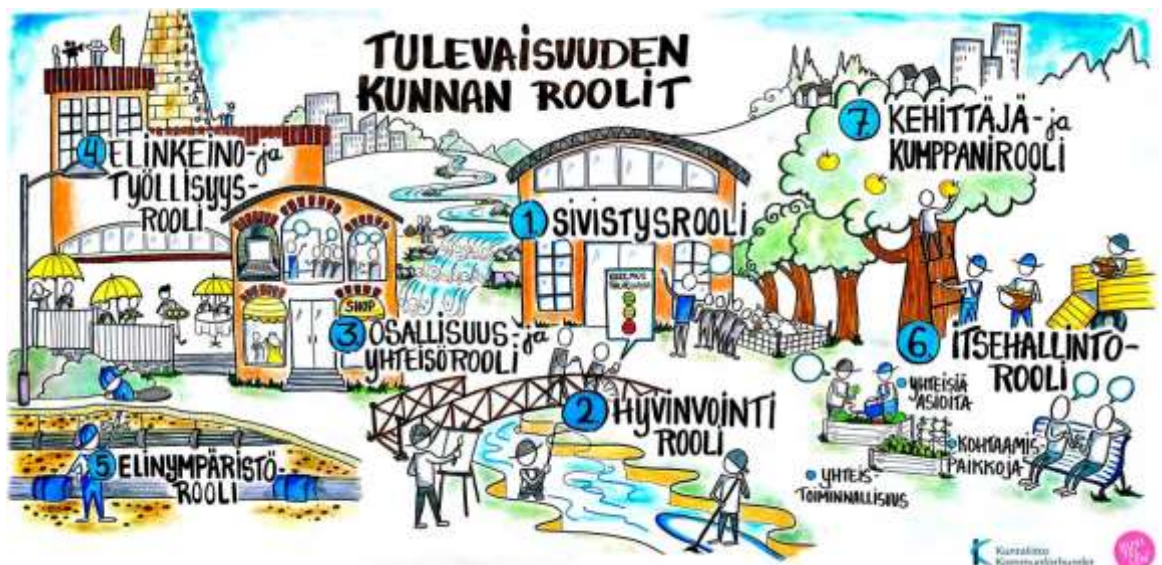 TULEVAISUUDEN
KUNNAN ROOLIT
4 ELINKEINO-ja
TYÖLLISYYS-
ROOLI
7 KEHITTÄJÄ-ja
KUMPPANIROOLI
1. SIVISTYSROOLI
SHOP
3. OSALLISUUS-ja
YHTEISÖROOLI
6. ITSEHALLINTO-
ROOLI
YHTEISIÄ
ASIOITA
KOHTAAMIS-
PAIKKOJA
YHTEIS-
TOIMINNALLISUUS
2 HYVINVOINTI
ROOLI
5 ELINYMPÄRISTÖ-
ROOLI
Kuntaliitto
Kommunförbundet